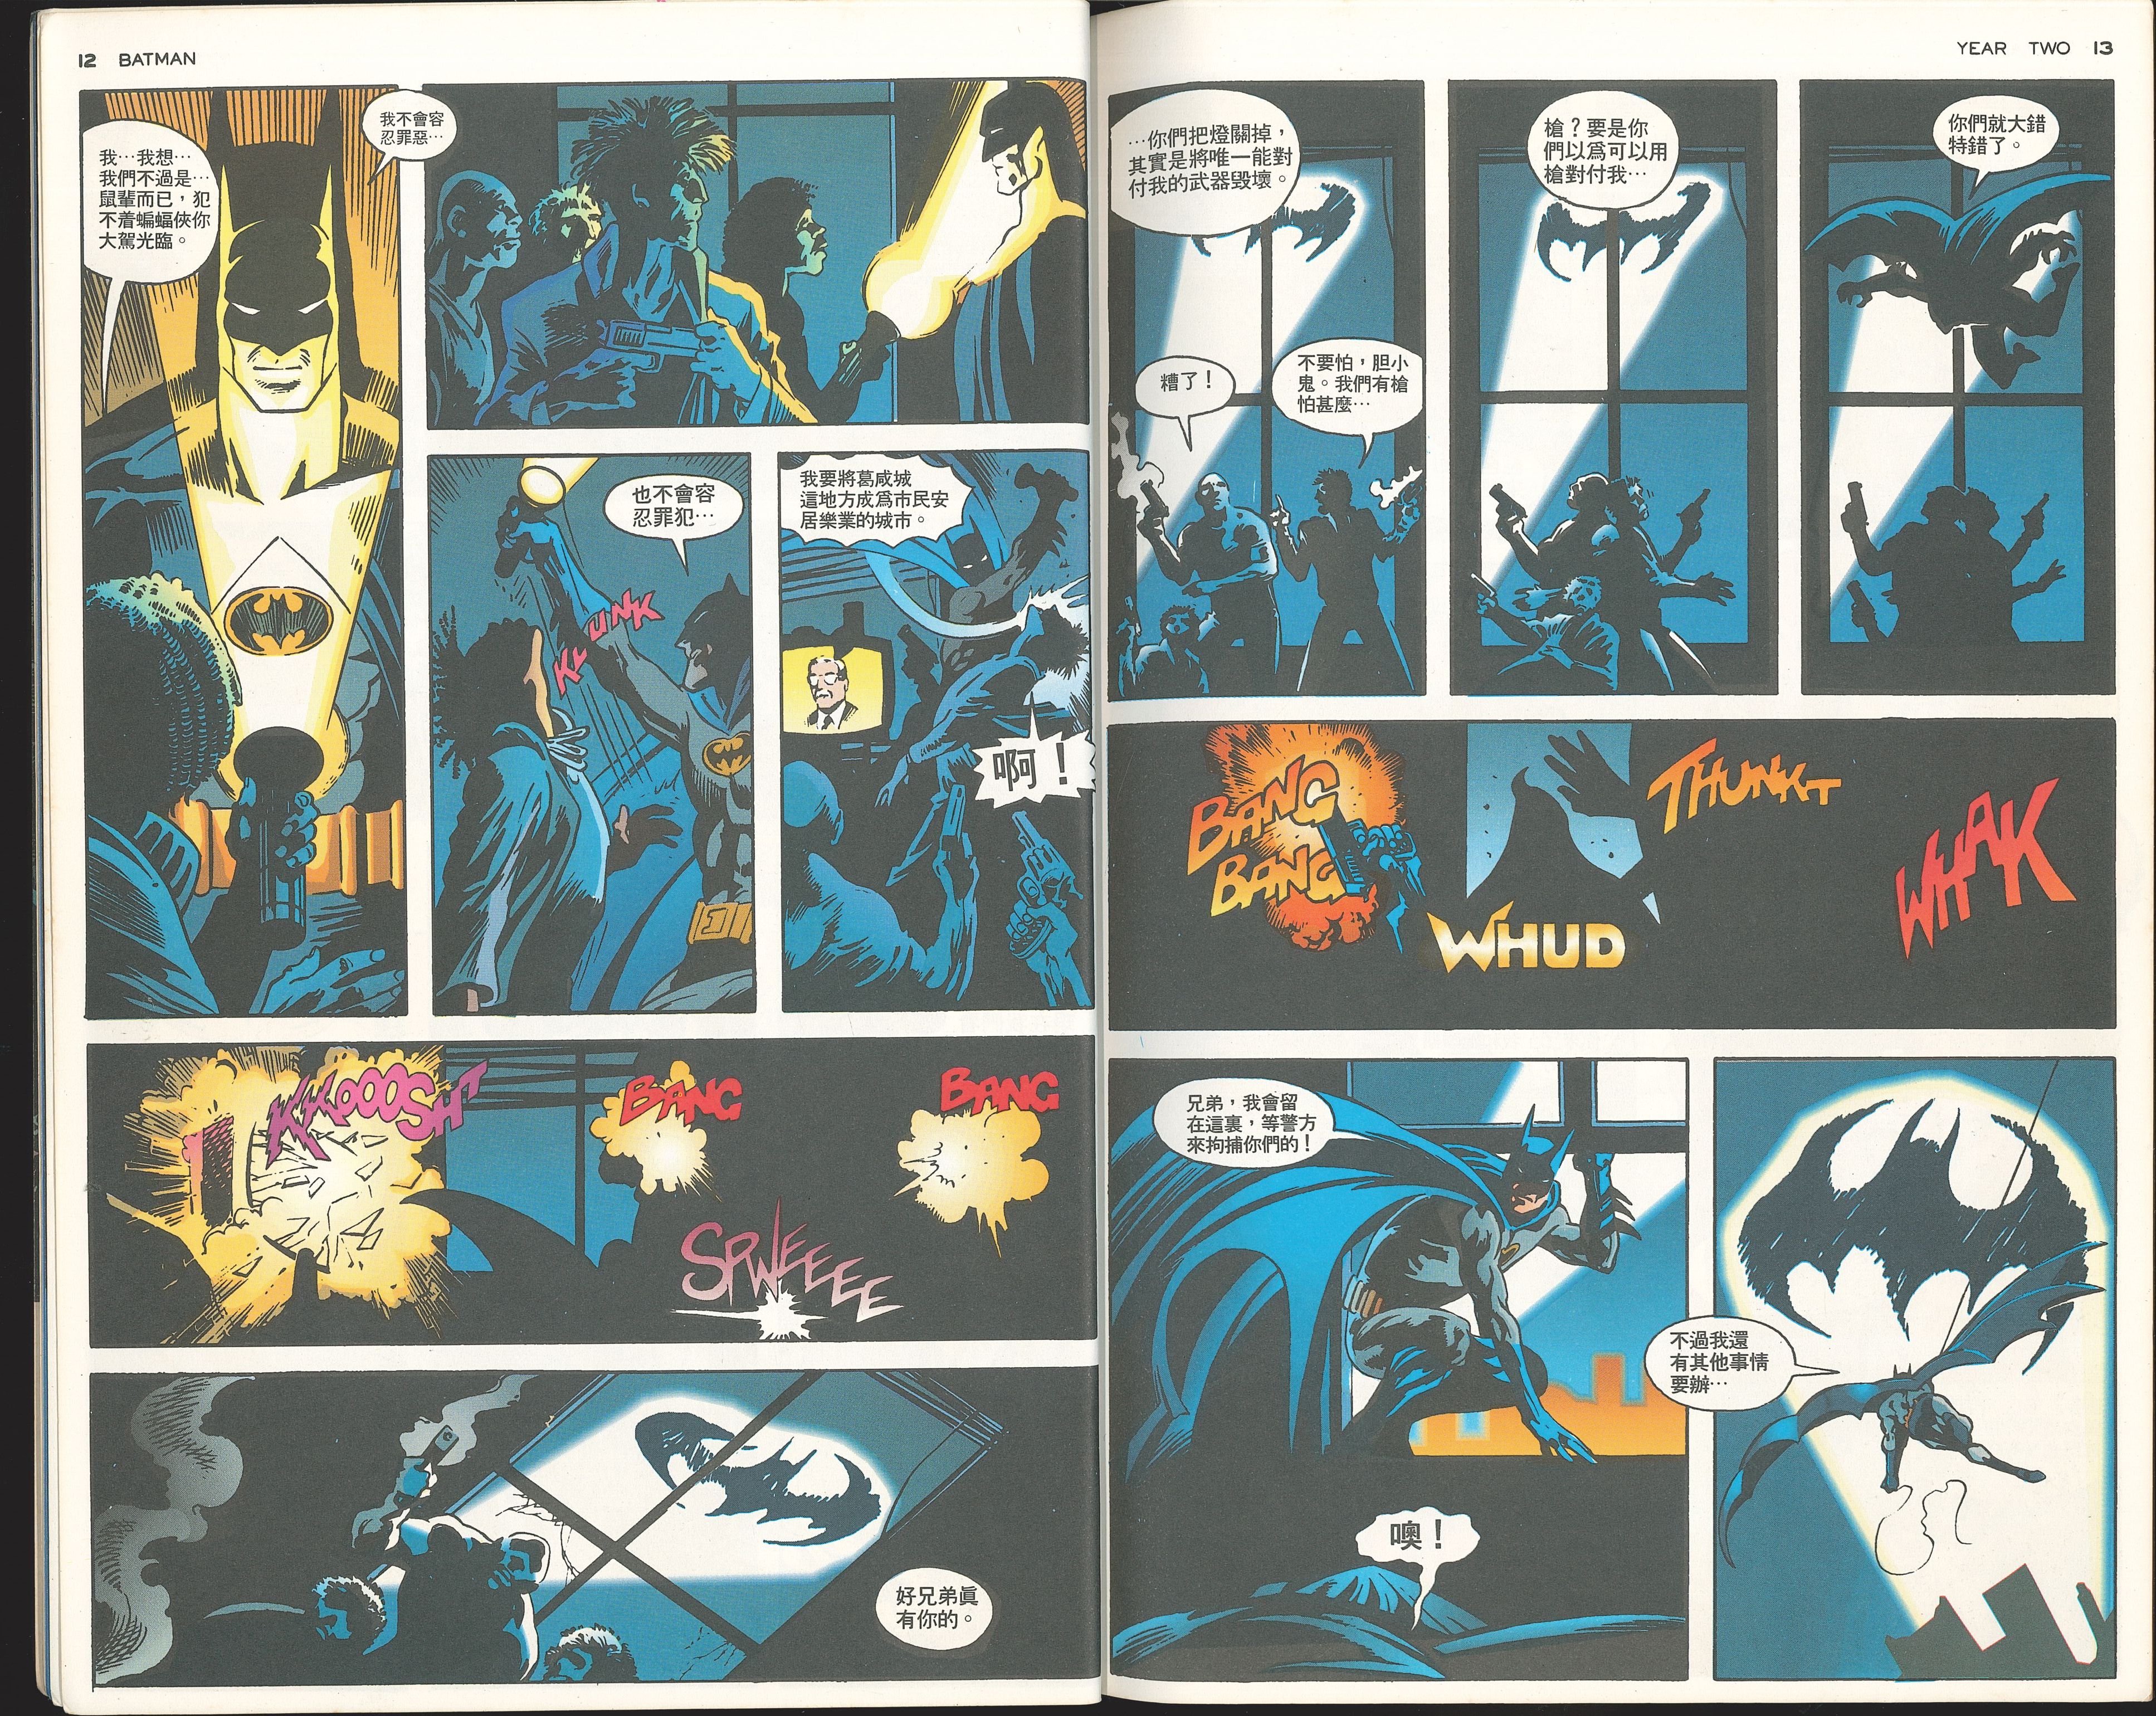 12 BATMAN
我…我想…
我們不過是…
鼠輩而已，犯
不着蝙蝠俠你
大駕光臨。
我不會容
忍罪惡…
也不會容
忍罪犯…
KLUNK
我要將葛咸城
這地方成爲市民安
居樂業的城市。
啊！
KKOOOSHT
BANG
BANG
SPWEEEE
好兄弟眞
有你的。
YEAR TWO 13
…你們把燈關掉，
其實是將唯一能對
付我的武器毀壞。
糟了！
不要怕，胆小
鬼。我們有槍
怕甚麼…
槍？要是你
們以爲可以用
槍對付我…
你們就大錯
特錯了。
BANG
BANG
WHUD
THUNKT
WHAK
兄弟，我會留
在這裏，等警方
來拘捕你們的！
噢！
不過我還
有其他事情
要辦…